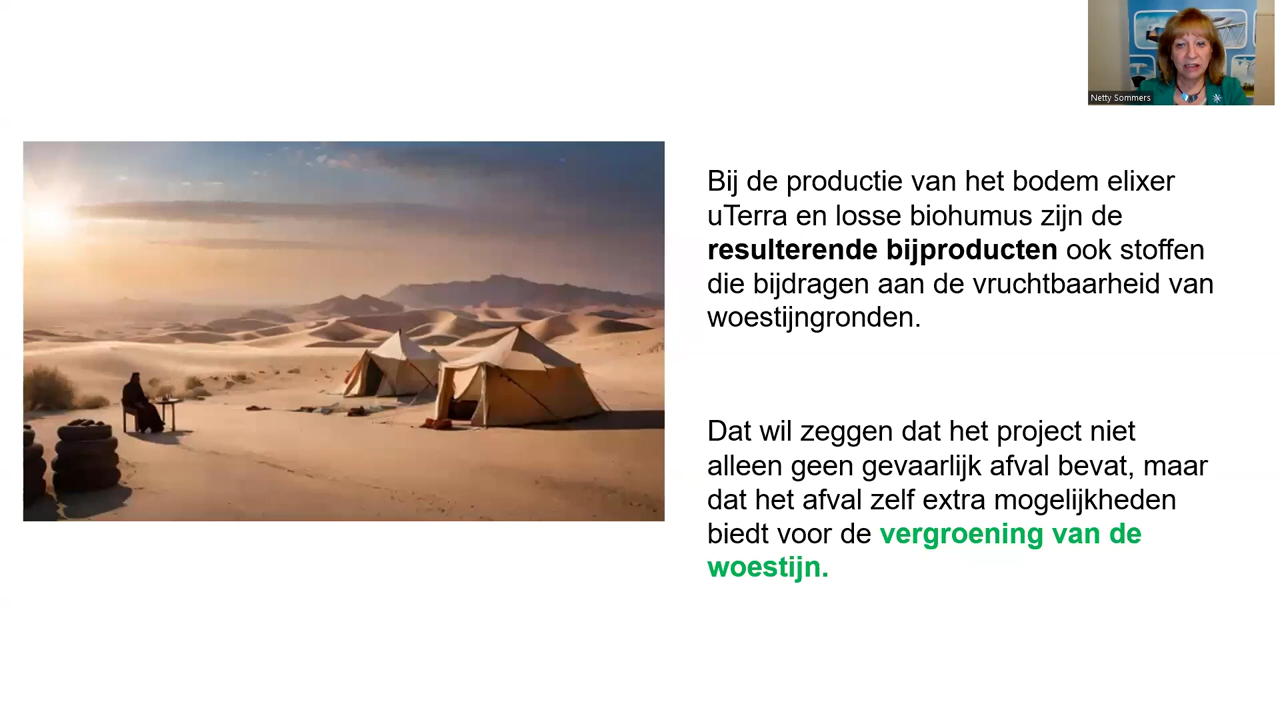 Netty Sommers
Bij de productie van het bodem elixer
uTerra en losse biohumus zijn de
resulterende bijproducten ook stoffen
die bijdragen aan de vruchtbaarheid van
woestijngronden.
Dat wil zeggen dat het project niet
alleen geen gevaarlijk afval bevat, maar
dat het afval zelf extra mogelijkheden
biedt voor de vergroening van de
woestijn.